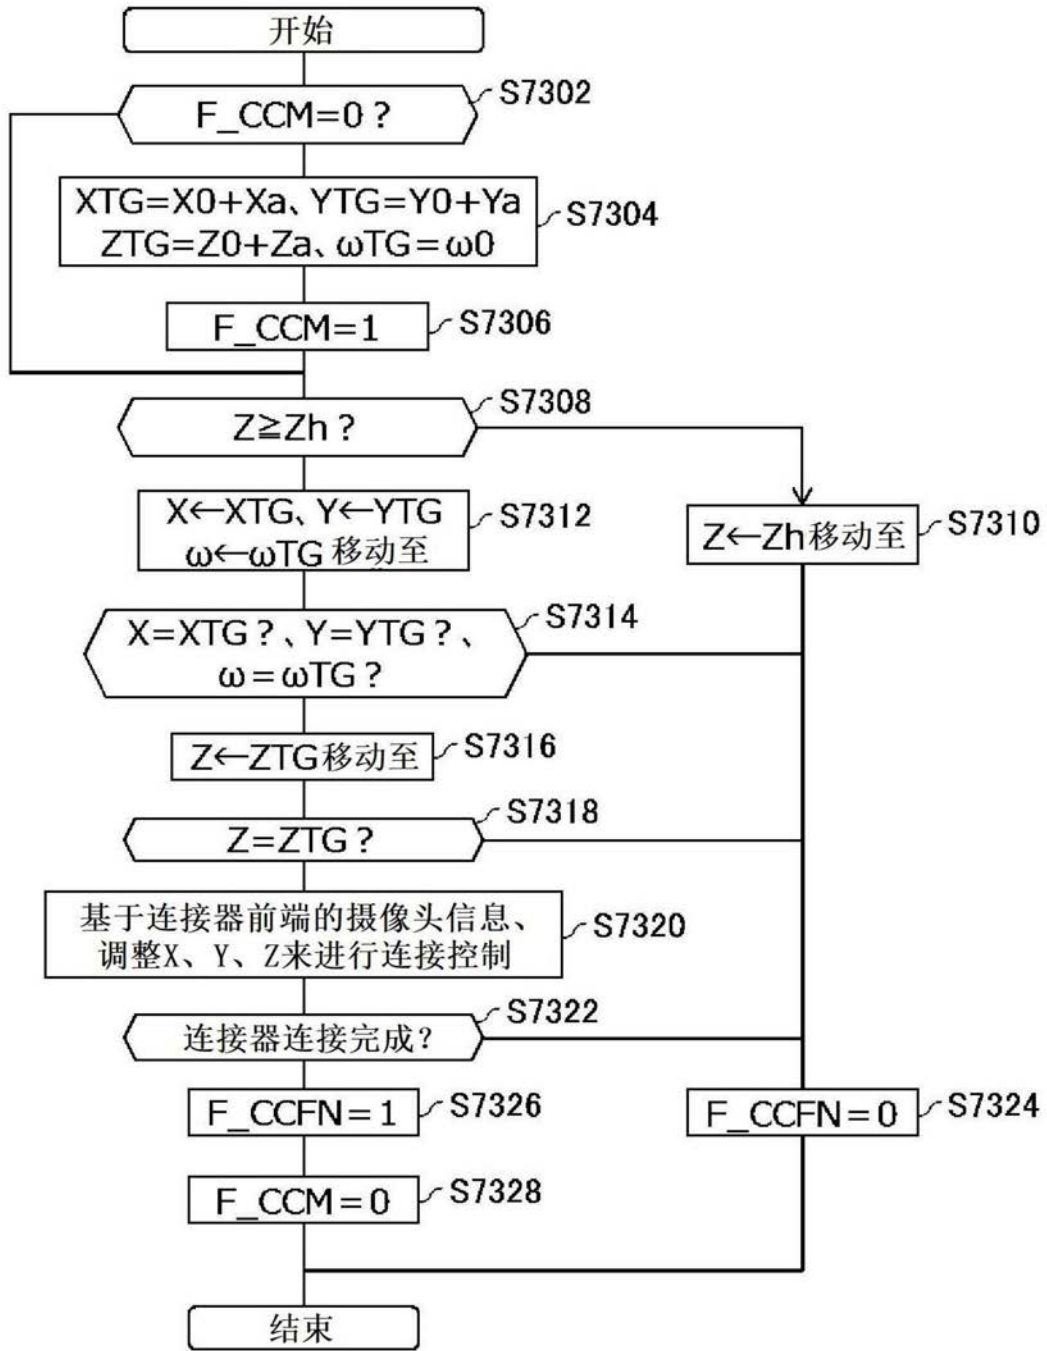 开始
F_CCM=0？
S7302
XTG=X0+Xa、YTG=Y0+Ya
ZTG=Z0+Za、ωTG=ω0
S7304
F_CCM=1
S7306
Z≧Zh？
S7308
X←XTG、Y←YTG
ω←ωTG 移动至
S7312
Z←Zh移动至
S7310
X=XTG？、Y=YTG？、
ω=ωTG？
S7314
Z←ZTG移动至
S7316
Z=ZTG？
S7318
基于连接器前端的摄像头信息、
调整X、Y、Z来进行连接控制
S7320
连接器连接完成？
S7322
F_CCFN=1
S7326
F_CCFN=0
S7324
F_CCM=0
S7328
结束